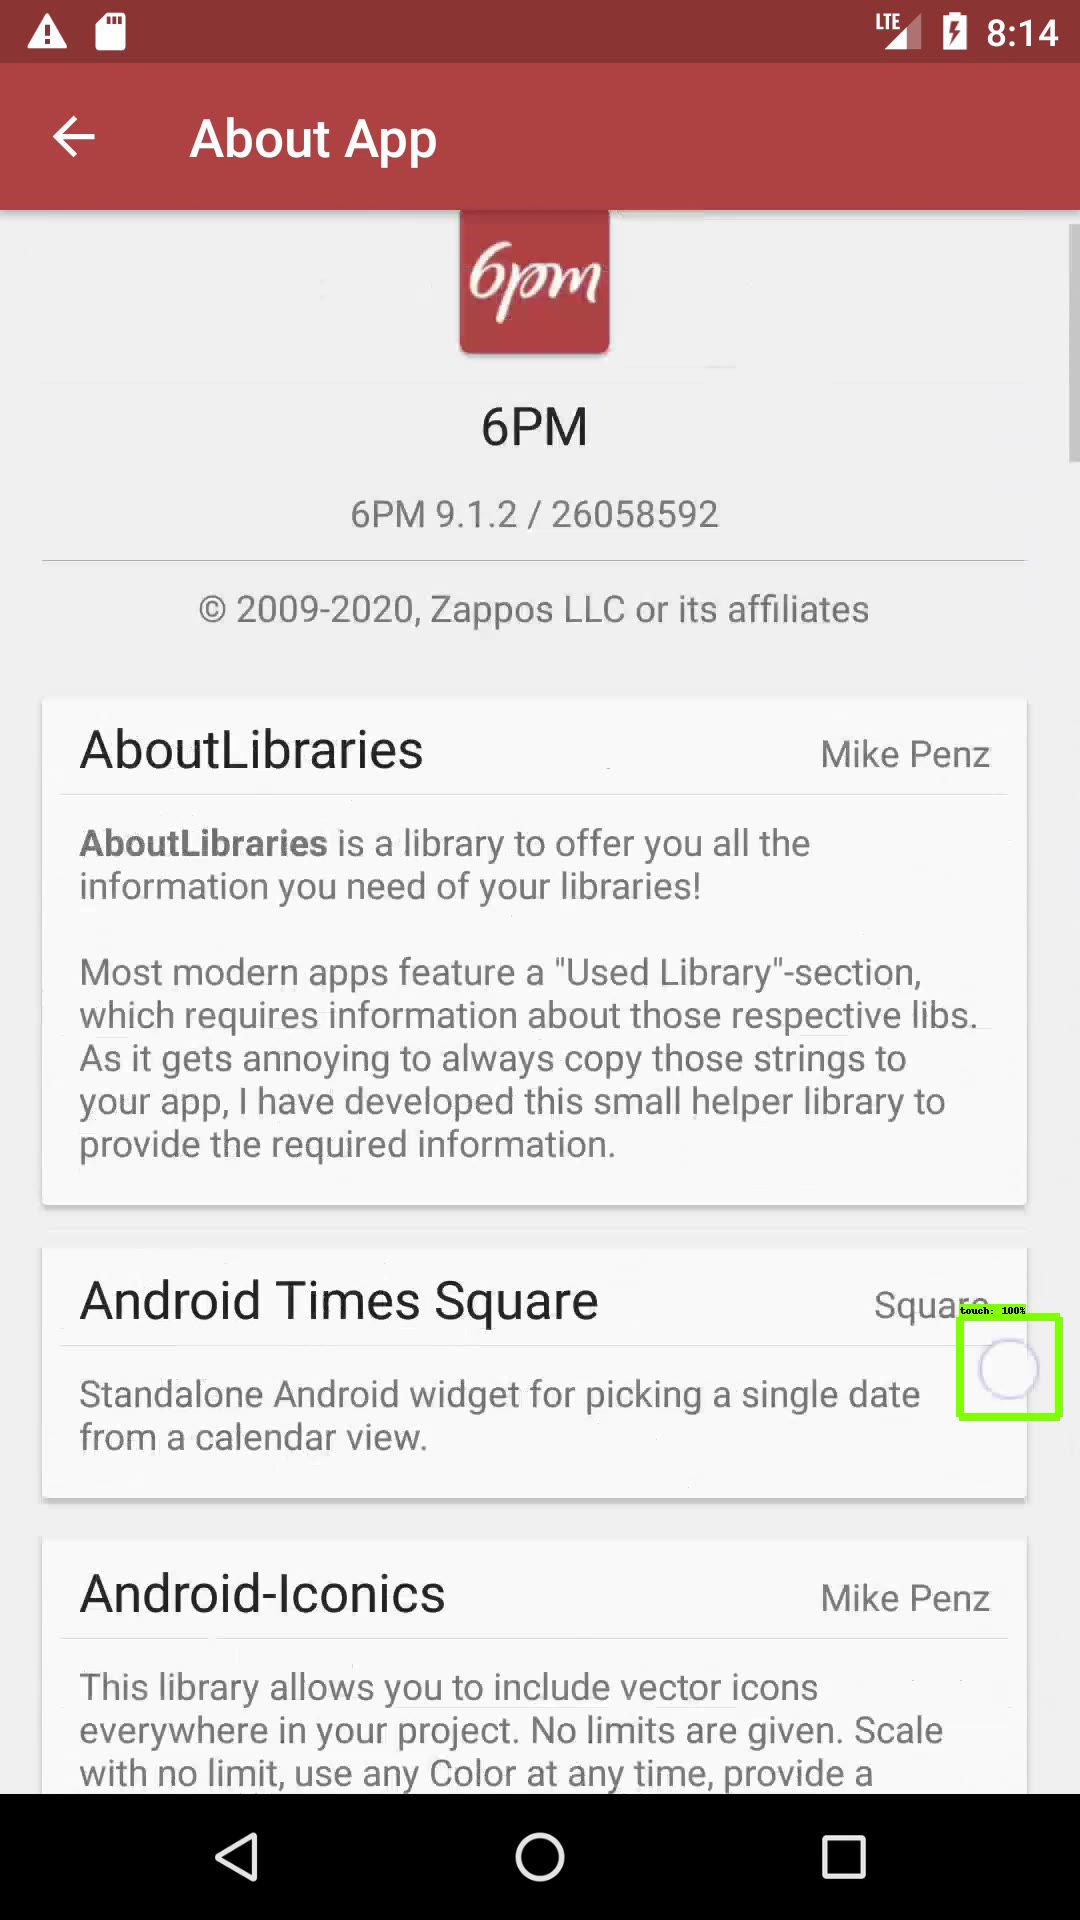 LTE 8:14
About App
6pm
6PM
6PM 9.1.2 / 26058592
© 2009-2020, Zappos LLC or its affiliates
AboutLibraries
Mike Penz
AboutLibraries is a library to offer you all the
information you need of your libraries!
Most modern apps feature a "Used Library"-section,
which requires information about those respective libs.
As it gets annoying to always copy those strings to
your app, I have developed this small helper library to
provide the required information.
Android Times Square
Square
touch: 100%
Standalone Android widget for picking a single date
from a calendar view.
Android-Iconics
Mike Penz
This library allows you to include vector icons
everywhere in your project. No limits are given. Scale
with no limit, use any Color at any time, provide a